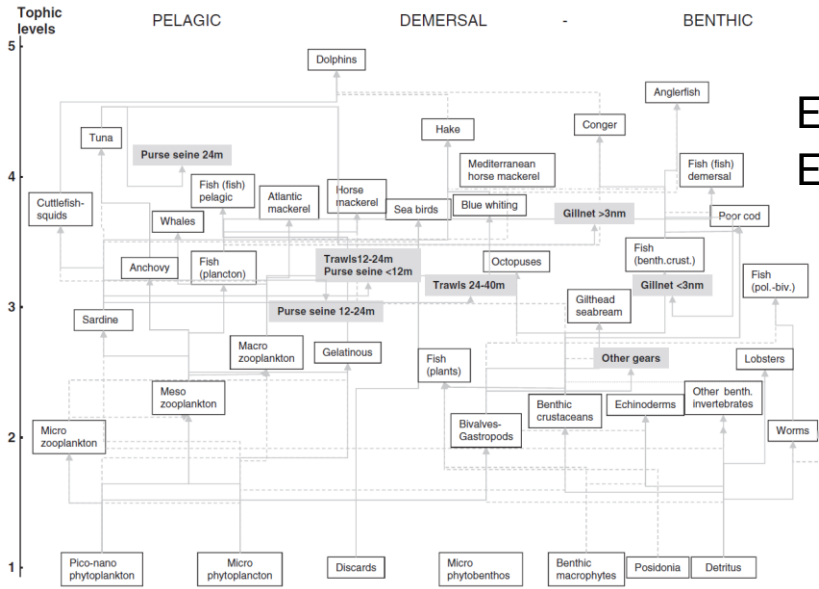 Tophic
levels
PELAGIC
DEMERSAL
-
BENTHIC
5
Dolphins
Anglerfish
E
Tuna
Hake
Conger
Purse seine 24m
Mediterranean
horse mackerel
Fish (fish)
demersal
E
4
Cuttlefish-
squids
Fish (fish)
pelagic
Atlantic
mackerel
Horse
mackerel
Sea birds
Blue whiting
Gillnet >3nm
Poor cod
Whales
Anchovy
Fish
(plancton)
Trawls12-24m
Purse seine <12m
Octopuses
Fish
(benth.crust.)
Fish
(pol.-biv.)
3
Sardine
Purse seine 12-24m
Trawls 24-40m
Gillnet <3nm
Gilthead
seabream
Macro
zooplankton
Gelatinous
Fish
(plants)
Other gears
Lobsters
Meso
zooplankton
Micro
zooplankton
Bivalves-
Gastropods
Benthic
crustaceans
Echinoderms
Other benth.
invertebrates
Worms
2
1
Pico-nano
phytoplankton
Micro
phytoplancton
Discards
Micro
phytobenthos
Benthic
macrophytes
Posidonia
Detritus